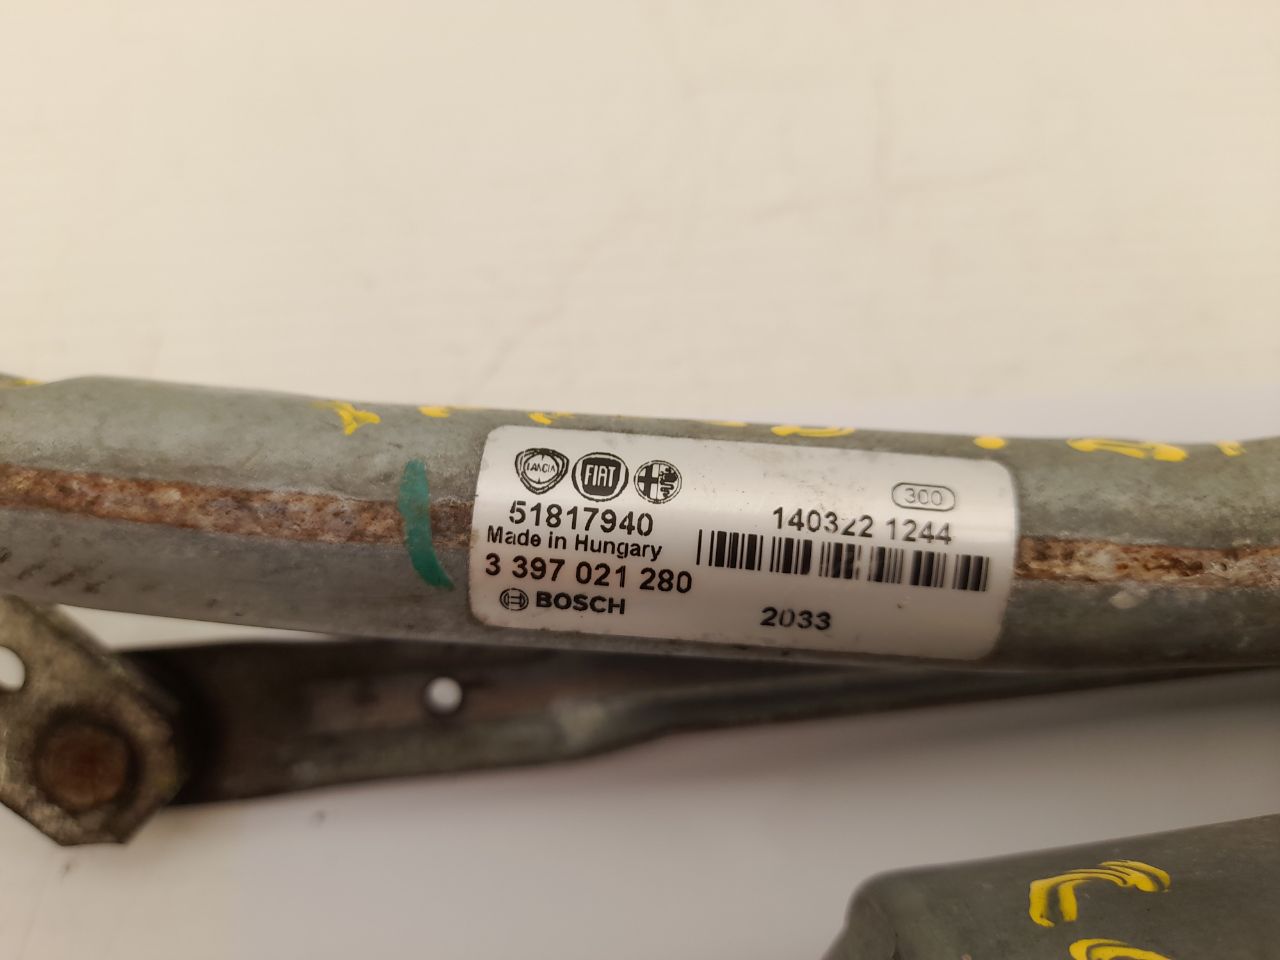 LANCIA FIAT
51817940
Made in Hungary
3 397 021 280
BOSCH
300
140322 1244
2033